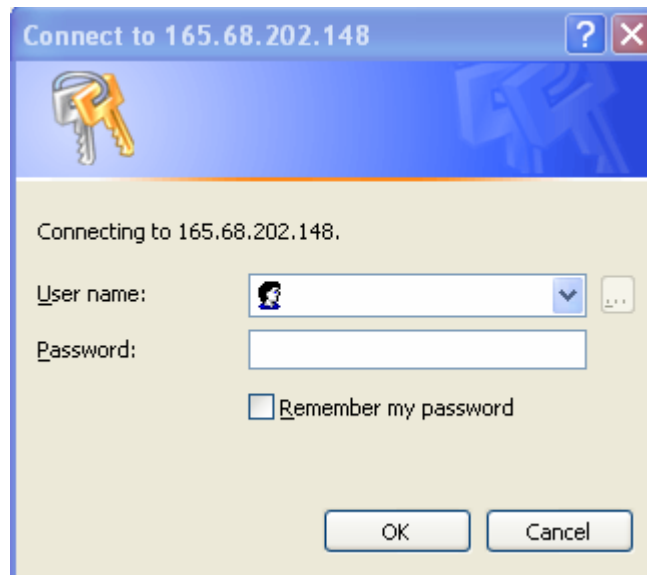 Connect to 165.68.202.148
?
Connecting to 165.68.202.148.
User name:
...
Password:
Remember my password
OK Cancel